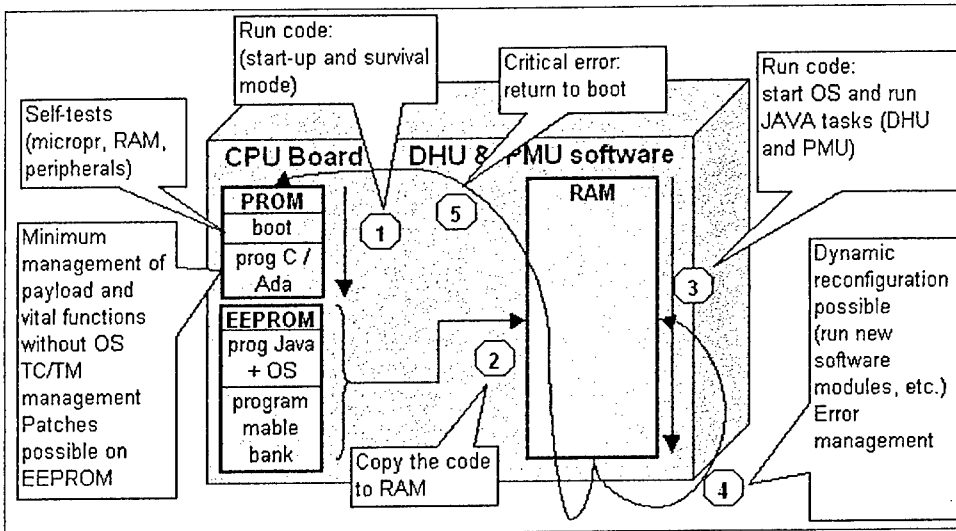 Run code:
(start-up and survival
mode)
Critical error:
return to boot
Run code:
start OS and run
JAVA tasks (DHU
and PMU)
Self-tests
(micropr, RAM,
peripherals)
CPU Board
DHU & PMU software
PROM
boot
prog C /
Ada
RAM
1
5
3
Minimum
management of
payload and
vital functions
without OS
TC/TM
management
Patches
possible on
EEPROM
EEPROM
prog Java
+ OS
program
mable
bank
2
Copy the code
to RAM
Dynamic
reconfiguration
possible
(run new
software
modules, etc.)
Error
management
4